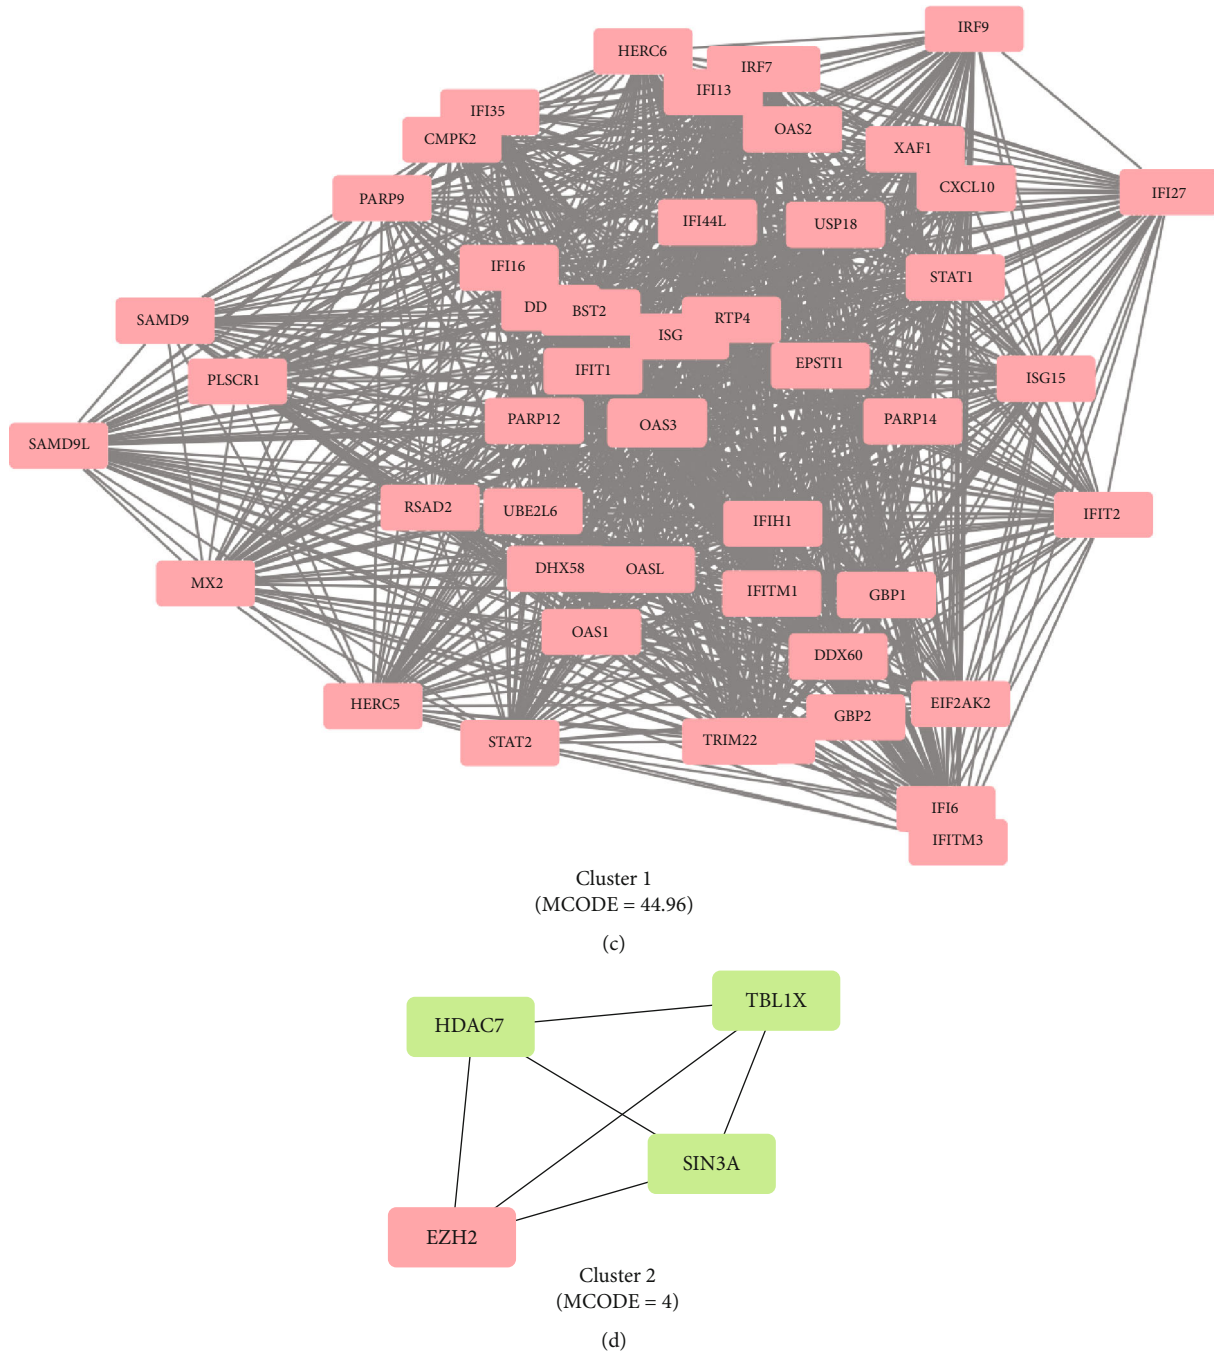 IRF9
HERC6
IRF7
IFI13
IFI35
OAS2
CMPK2
XAF1
CXCL10
PARP9
IFI27
IFI44L
USP18
IFI16
STAT1
DD
BST2
SAMD9
ISG
RTP4
EPSTI1
IFIT1
PLSCR1
ISG15
PARP12
OAS3
PARP14
SAMD9L
RSAD2
UBE2L6
IFIH1
IFIT2
DHX58
OASL
MX2
IFITM1
GBP1
OAS1
DDX60
HERC5
EIF2AK2
GBP2
STAT2
TRIM22
IFI6
IFITM3
Cluster 1
(MCODE = 44.96)
(c)
TBL1X
HDAC7
SIN3A
EZH2
Cluster 2
(MCODE = 4)
(d)